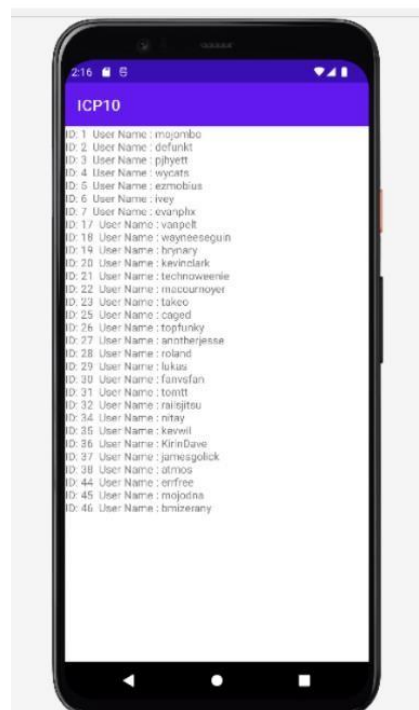 2:16
ICP10
ID: 1 User Name : mojombo
ID: 2 User Name : defunkt
ID: 3 User Name : pjhyett
ID: 4 User Name : wycats
ID: 5 User Name : ezmobius
ID: 6 User Name : ivey
ID: 7 User Name : evanphx
ID: 17 User Name : vanpelt
ID: 18 User Name : wayneeseguin
ID: 19 User Name : brynary
ID: 20 User Name : kevinclark
ID: 21 User Name : technoweenie
ID: 22 User Name : macournoyer
ID: 23 User Name : takeo
ID: 25 User Name : caged
ID: 26 User Name : topfunky
ID: 27 User Name : anotherjesse
ID: 28 User Name : roland
ID: 29 User Name : lukas
ID: 30 User Name : fanvsfan
ID: 31 User Name : tomtt
ID: 32 User Name : railsjitsu
ID: 34 User Name : nitay
ID: 35 User Name : kevwil
ID: 36 User Name : KirinDave
ID: 37 User Name : jamesgolick
ID: 38 User Name : atmos
ID: 44 User Name : errfree
ID: 45 User Name : mojodna
ID: 46 User Name : bmizerany